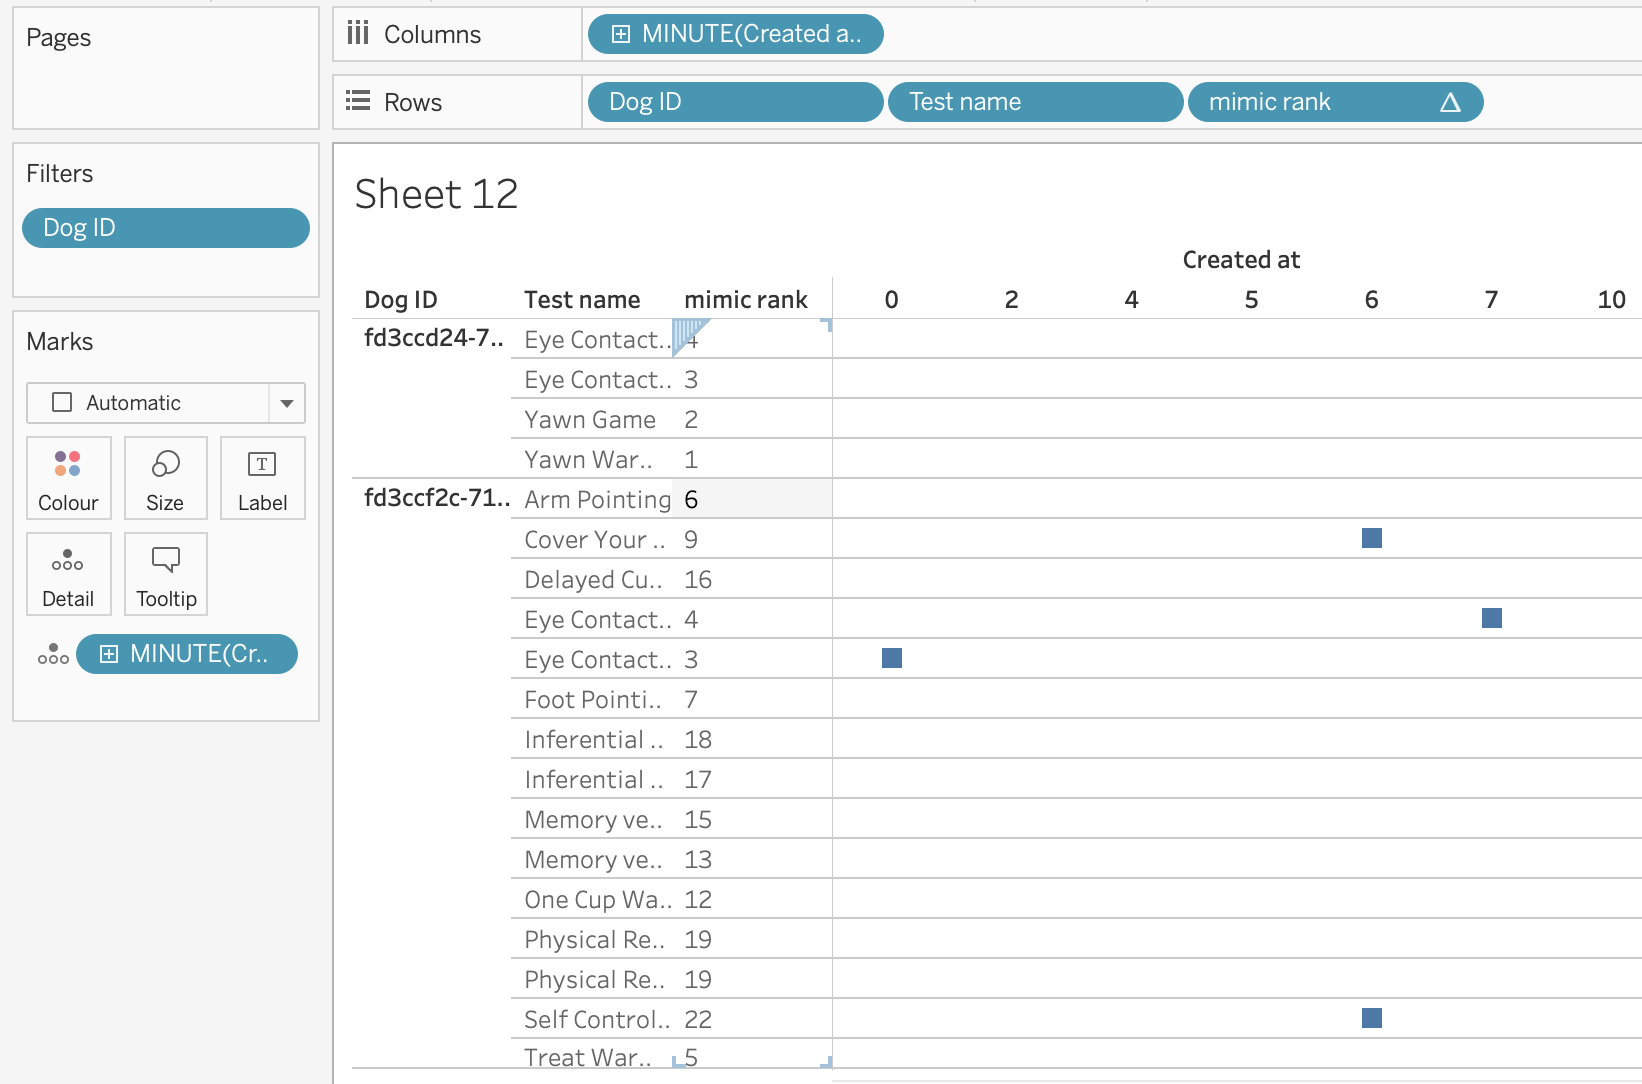 Pages
Columns
MINUTE(Created a..
Rows
Dog ID
Test name
mimic rank
Filters
Dog ID
Marks
Automatic
Colour
Size
T
Label
Detail
Tooltip
MINUTE(Cr..
Sheet 12
Created at
Dog ID Test name mimic rank 0 2 4 5 6 7 10
fd3ccd24-7.. Eye Contact.. 4
Eye Contact.. 3
Yawn Game 2
Yawn War.. 1
fd3ccf2c-71.. Arm Pointing 6
Cover Your .. 9
Delayed Cu.. 16
Eye Contact.. 4
Eye Contact.. 3
Foot Pointi.. 7
Inferential .. 18
Inferential .. 17
Memory ve.. 15
Memory ve.. 13
One Cup Wa.. 12
Physical Re.. 19
Physical Re.. 19
Self Control.. 22
Treat War.. 5